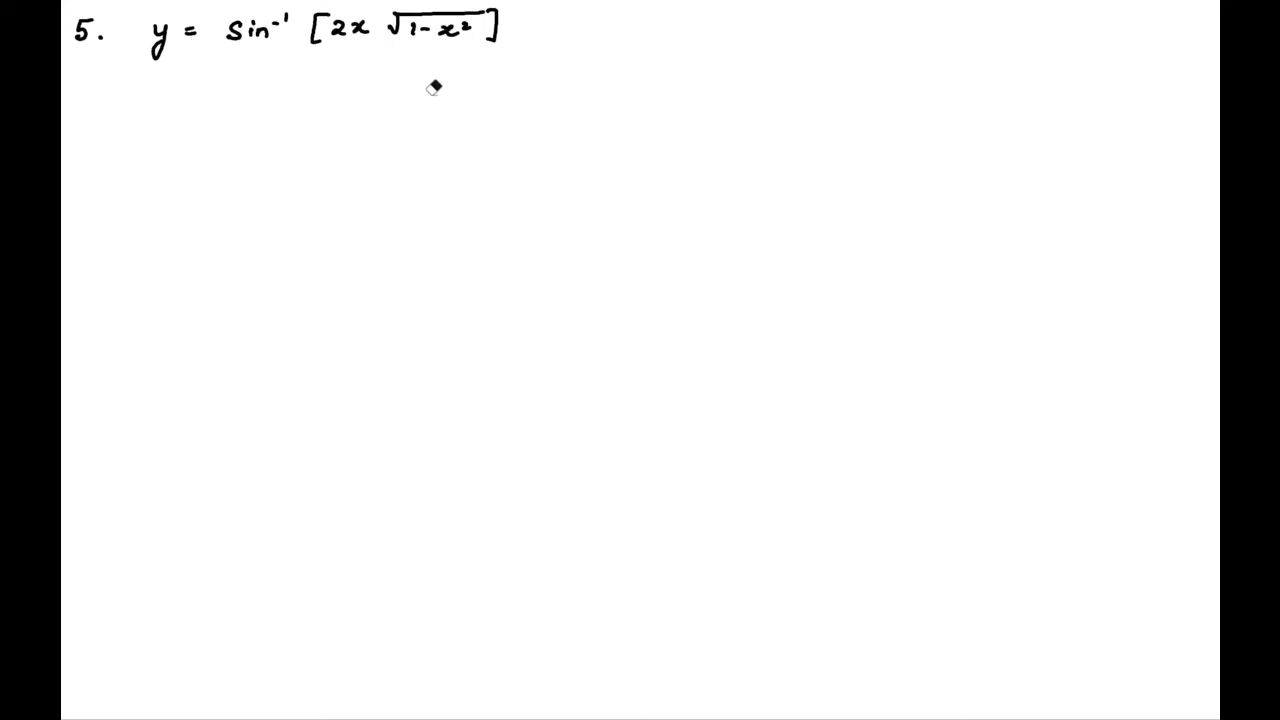 5. y = sin⁻¹ [2x √(1-x²)]